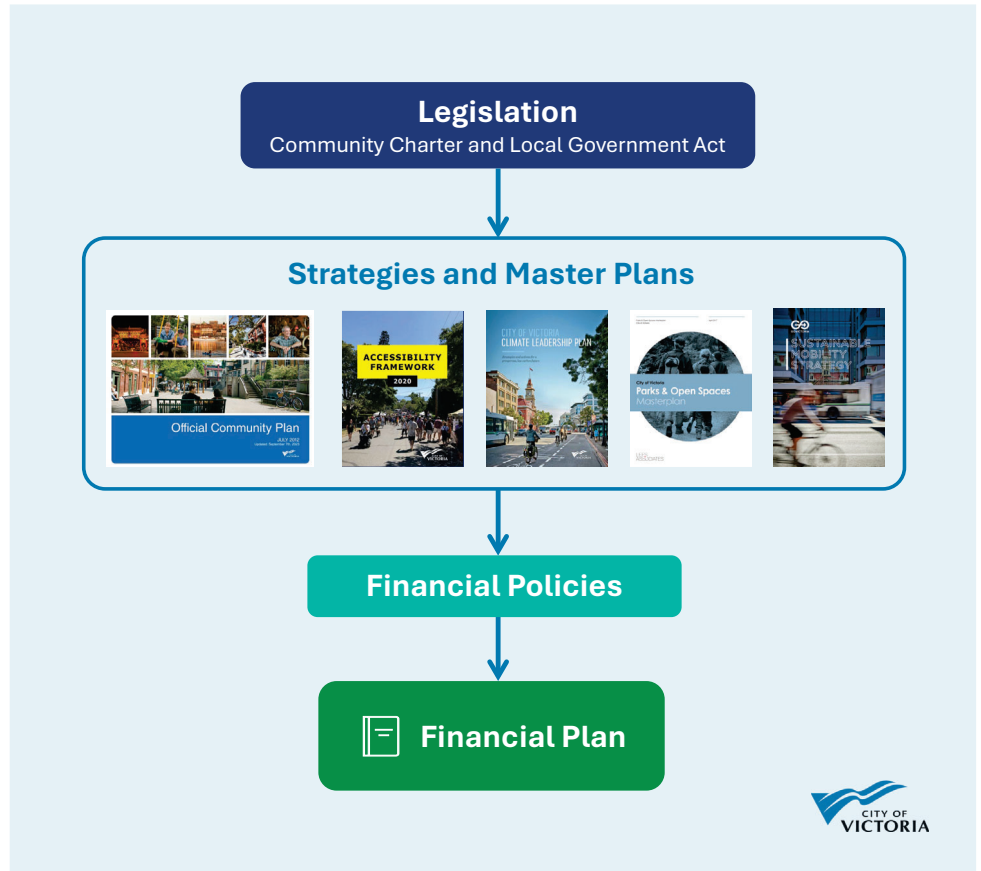 Legislation
Community Charter and Local Government Act
Strategies and Master Plans
Official Community Plan
JULY 2012
ACCESSIBILITY
FRAMEWORK
2020
CITY OF VICTORIA
CLIMATE LEADERSHIP PLAN
City of Victoria
Parks & Open Spaces
Masterplan
SUSTAINABLE
MOBILITY
STRATEGY
Financial Policies
Financial Plan
CITY OF
VICTORIA